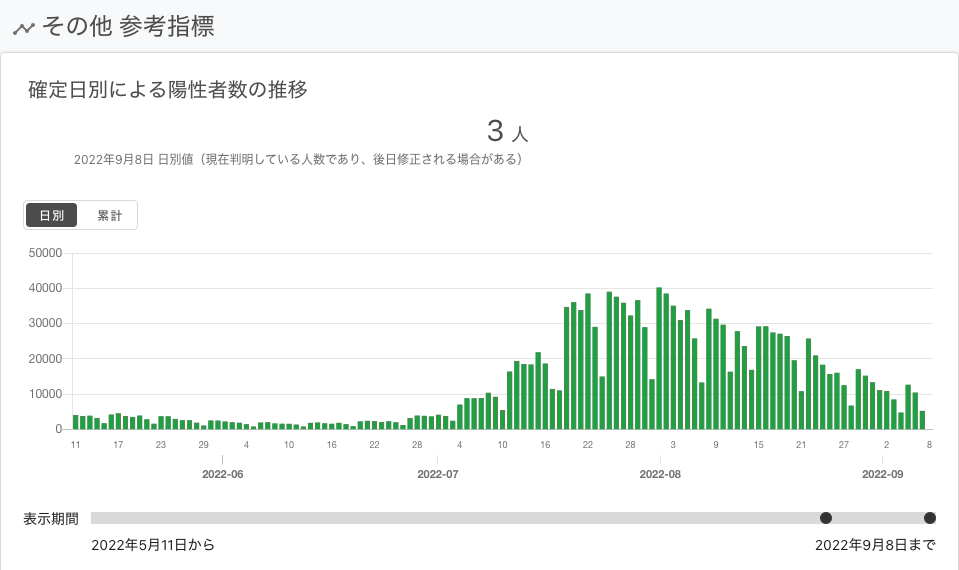 その他 参考指標
確定日別による陽性者数の推移
3 人
2022年9月8日 日別値（現在判明している人数であり、後日修正される場合がある）
日別 累計
50000
40000
30000
20000
10000
0
11 17 23 29 4 10 16 22 28 4 10 16 22 28 3 9 15 21 27 2 8
2022-06 2022-07 2022-08 2022-09
表示期間
2022年5月11日から 2022年9月8日まで